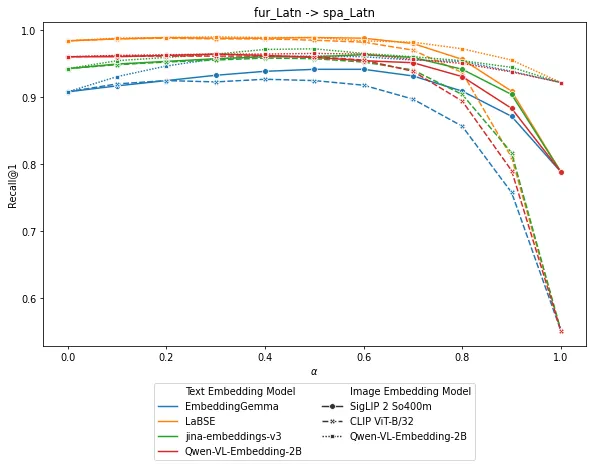 fur_Latn -> spa_Latn
Recall@1
1.0
0.9
0.8
0.7
0.6
0.0 0.2 0.4 0.6 0.8 1.0
α
Text Embedding Model Image Embedding Model
EmbeddingGemma SigLIP 2 So400m
LaBSE CLIP ViT-B/32
jina-embeddings-v3 Qwen-VL-Embedding-2B
Qwen-VL-Embedding-2B